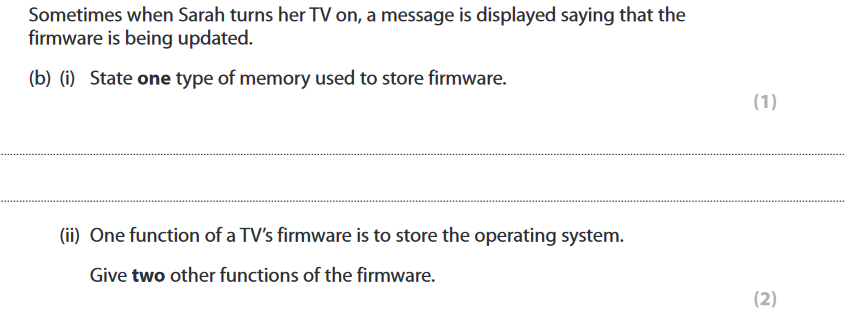 Sometimes when Sarah turns her TV on, a message is displayed saying that the
firmware is being updated.
(b) (i) State one type of memory used to store firmware.
(1)
(ii) One function of a TV’s firmware is to store the operating system.
Give two other functions of the firmware.
(2)